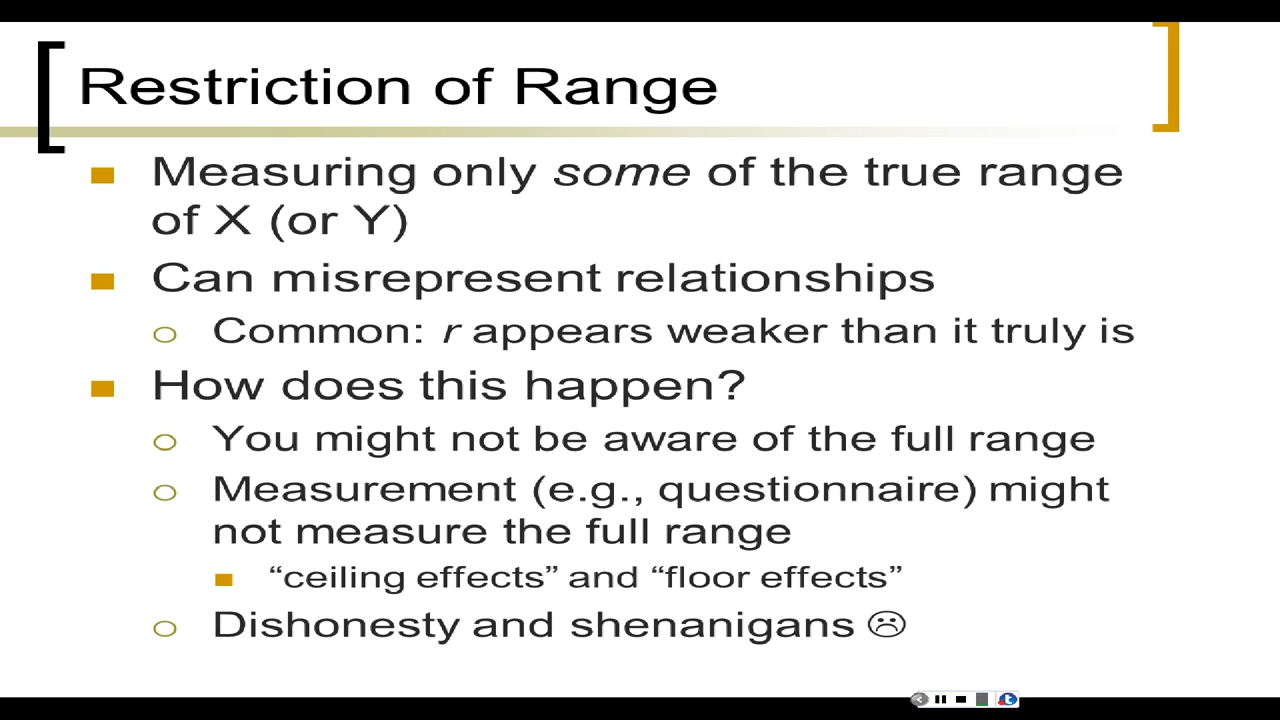 Restriction of Range
Measuring only some of the true range
of X (or Y)
Can misrepresent relationships
Common: r appears weaker than it truly is
How does this happen?
You might not be aware of the full range
Measurement (e.g., questionnaire) might
not measure the full range
“ceiling effects” and “floor effects”
Dishonesty and shenanigans ☹